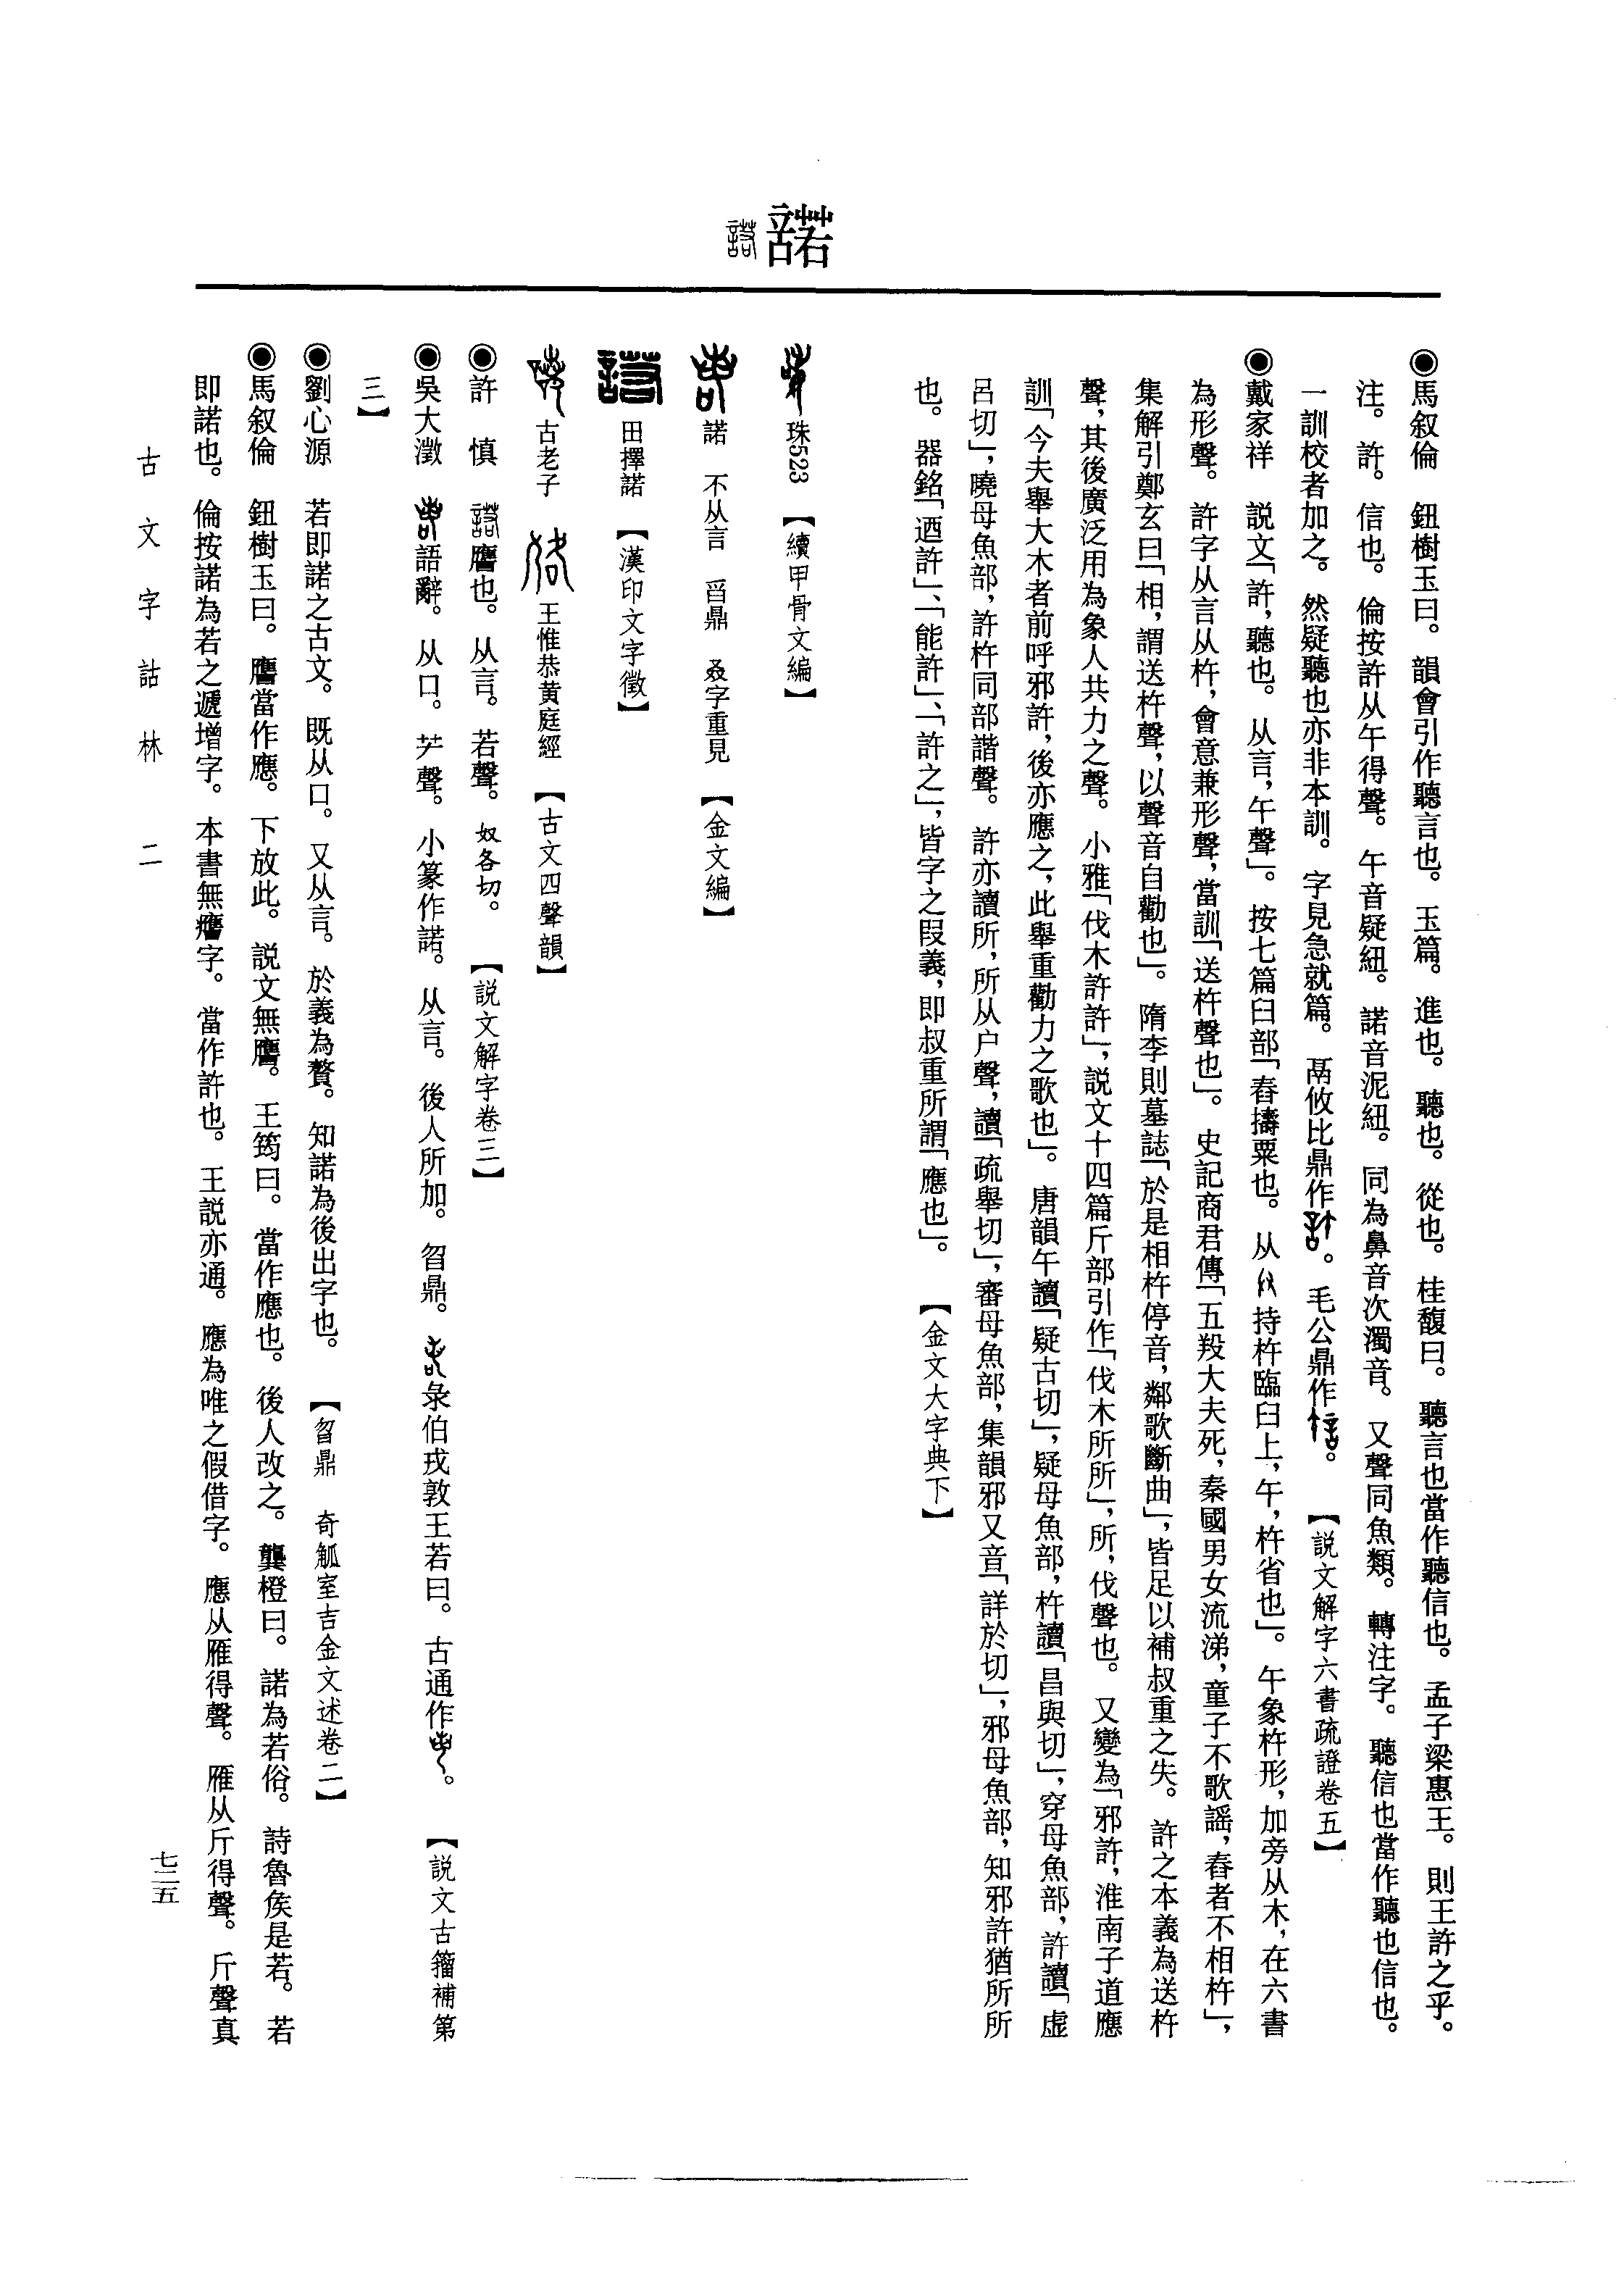 諾
◉馬叙倫　鈕樹玉曰。韻會引作聽言也。玉篇。進也。聽也。從也。桂馥曰。聽言也當作聽信也。孟子梁惠王。則王許之乎。
注。許。信也。倫按許从午得聲。午音疑紐。諾音泥紐。同為鼻音次濁音。又聲同魚類。轉注字。聽信也當作聽也信也。
一訓校者加之。然疑聽也亦非本訓。字見急就篇。鬲攸比鼎作。毛公鼎作。【説文解字六書疏證卷五】
◉戴家祥　説文「許，聽也。从言，午聲」。按七篇臼部「舂擣粟也。从持杵臨臼上，午，杵省也」。午象杵形，加旁从木，在六書
為形聲。許字从言从杵，會意兼形聲，當訓「送杵聲也」。史記商君傳「五羖大夫死，秦國男女流涕，童子不歌謡，舂者不相杵」，
集解引鄭玄曰「相，謂送杵聲，以聲音自勸也」。隋李則墓誌「於是相杵停音，鄰歌斷曲」，皆足以補叔重之失。許之本義為送杵
聲，其後廣泛用為象人共力之聲。小雅「伐木許許」，説文十四篇斤部引作「伐木所所」，所，伐聲也。又變為「邪許，淮南子道應
訓「今夫舉大木者前呼邪許，後亦應之，此舉重勸力之歌也」。唐韻午讀「疑古切」，疑母魚部，杵讀「昌與切」，穿母魚部，許讀「虚
呂切」，曉母魚部，許杵同部諧聲。許亦讀所，所从户聲，讀「疏舉切」，審母魚部，集韻邪又音「詳於切」，邪母魚部，知邪許猶所所
也。器銘「迺許」、「能許」、「許之」，皆字之叚義，即叔重所謂「應也」。【金文大字典下】
珠523　【續甲骨文編】
諾　不从言　舀鼎　叒字重見　【金文編】
田擇諾　【漢印文字徵】
古老子　王惟恭黄庭經　【古文四聲韻】
◉許　慎　䜉也。从言。若聲。奴各切。【説文解字卷三】
◉吳大澂　語辭。从口。聲。小篆作諾。从言。後人所加。曶鼎。彔伯戎敦王若曰。古通作。【説文古籀補第
三】
◉劉心源　若即諾之古文。既从口。又从言。於義為贅。知諾為後出字也。【曶鼎　奇觚室吉金文述卷二】
◉馬叙倫　鈕樹玉曰。䜉當作應。下放此。説文無䜉。王筠曰。當作應也。後人改之。龔橙曰。諾為若俗。詩魯矦是若。若
即諾也。倫按諾為若之遞增字。本書無䜉字。當作許也。王説亦通。應為唯之假借字。應从雁得聲。雁从斤得聲。斤聲真
古文字詁林　二
七三五